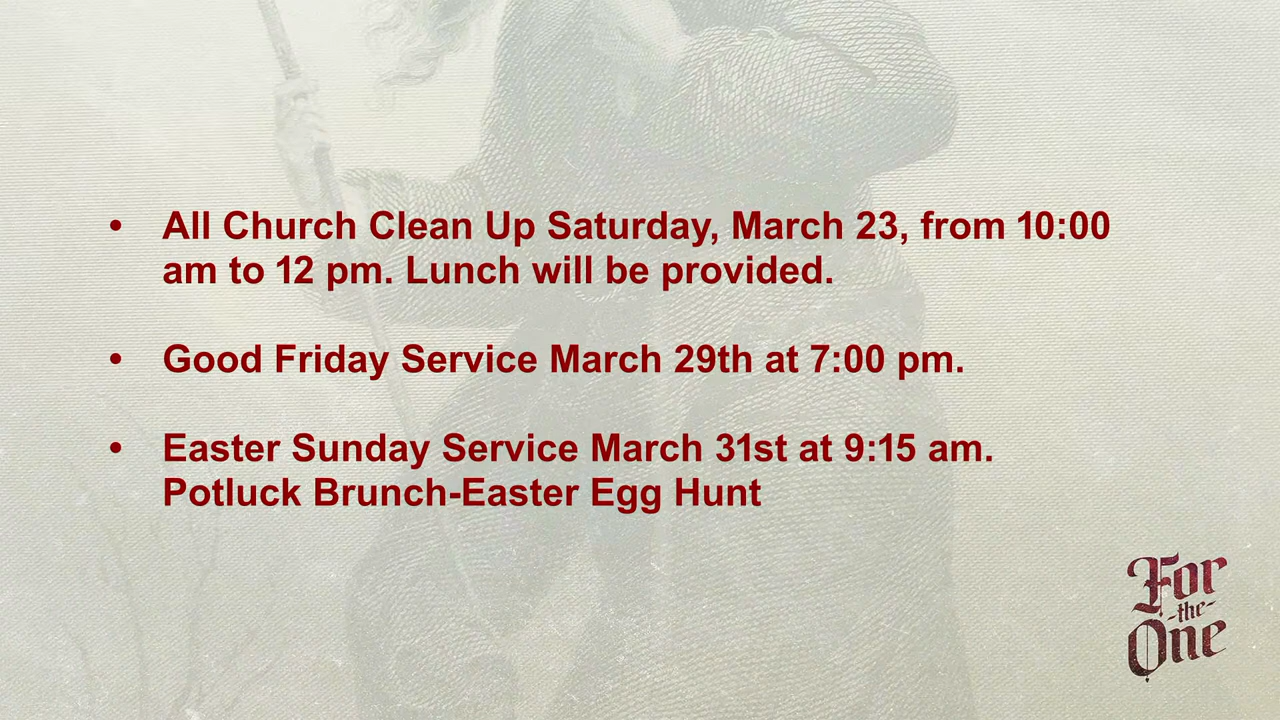 • All Church Clean Up Saturday, March 23, from 10:00
am to 12 pm. Lunch will be provided.
• Good Friday Service March 29th at 7:00 pm.
• Easter Sunday Service March 31st at 9:15 am.
Potluck Brunch-Easter Egg Hunt
For
-the-
One